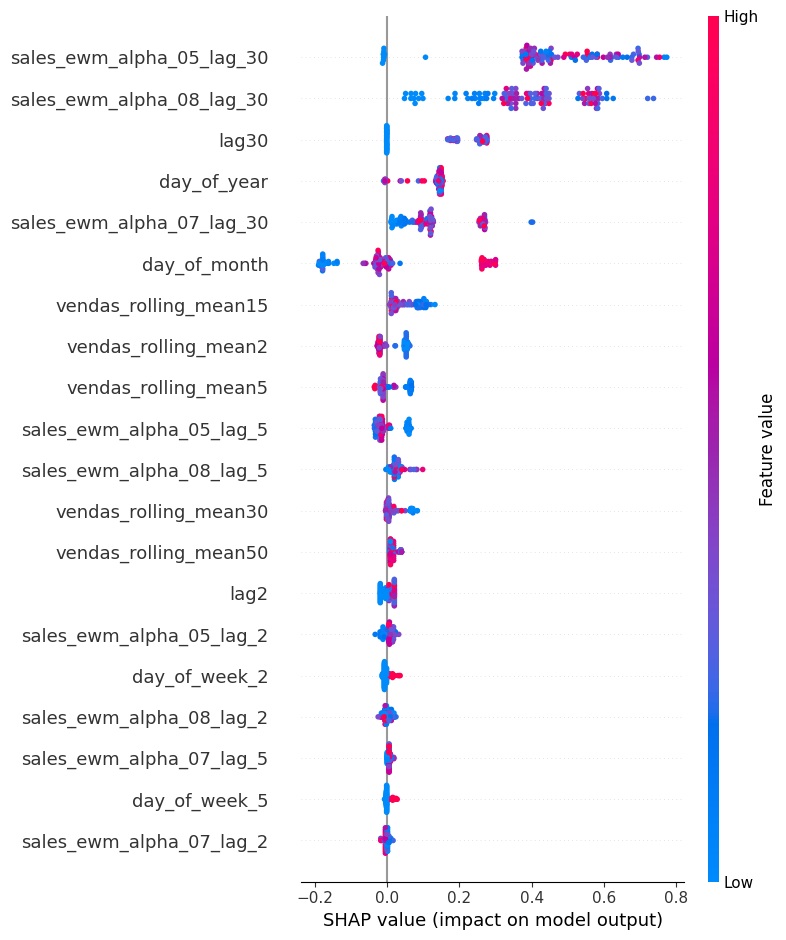 High
sales_ewm_alpha_05_lag_30
sales_ewm_alpha_08_lag_30
lag30
day_of_year
sales_ewm_alpha_07_lag_30
day_of_month
vendas_rolling_mean15
vendas_rolling_mean2
vendas_rolling_mean5
sales_ewm_alpha_05_lag_5
sales_ewm_alpha_08_lag_5
vendas_rolling_mean30
vendas_rolling_mean50
lag2
sales_ewm_alpha_05_lag_2
day_of_week_2
sales_ewm_alpha_08_lag_2
sales_ewm_alpha_07_lag_5
day_of_week_5
sales_ewm_alpha_07_lag_2
Feature value
Low
−0.2 0.0 0.2 0.4 0.6 0.8
SHAP value (impact on model output)